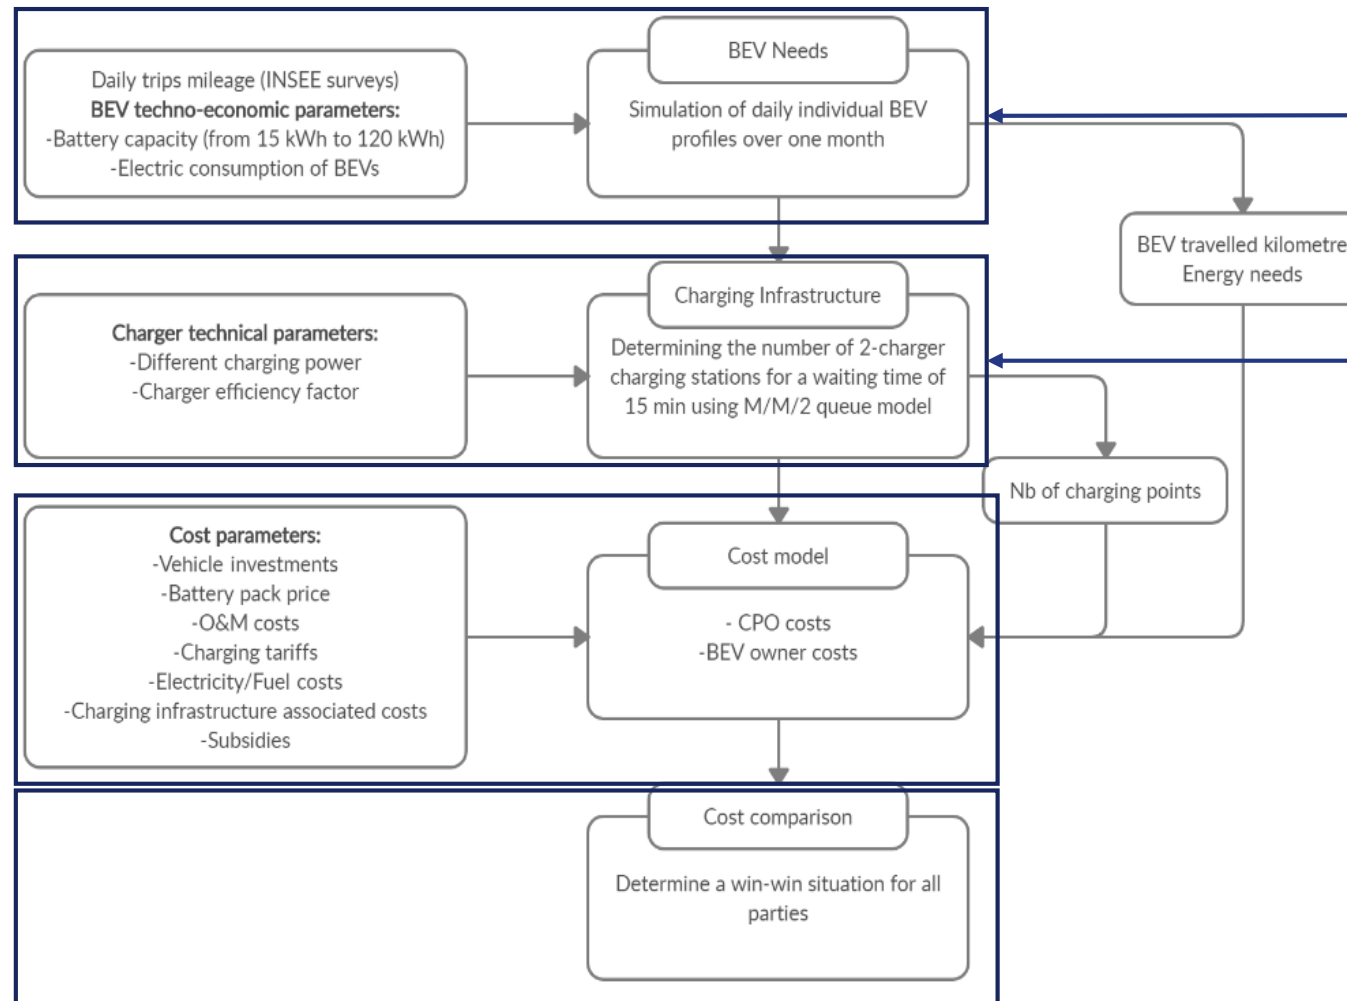 BEV Needs
Daily trips mileage (INSEE surveys)
BEV techno-economic parameters:
-Battery capacity (from 15 kWh to 120 kWh)
-Electric consumption of BEVs
Simulation of daily individual BEV
profiles over one month
BEV travelled kilometre
Energy needs
Charging Infrastructure
Charger technical parameters:
-Different charging power
-Charger efficiency factor
Determining the number of 2-charger
charging stations for a waiting time of
15 min using M/M/2 queue model
Nb of charging points
Cost parameters:
-Vehicle investments
-Battery pack price
-O&M costs
-Charging tariffs
-Electricity/Fuel costs
-Charging infrastructure associated costs
-Subsidies
Cost model
- CPO costs
-BEV owner costs
Cost comparison
Determine a win-win situation for all
parties